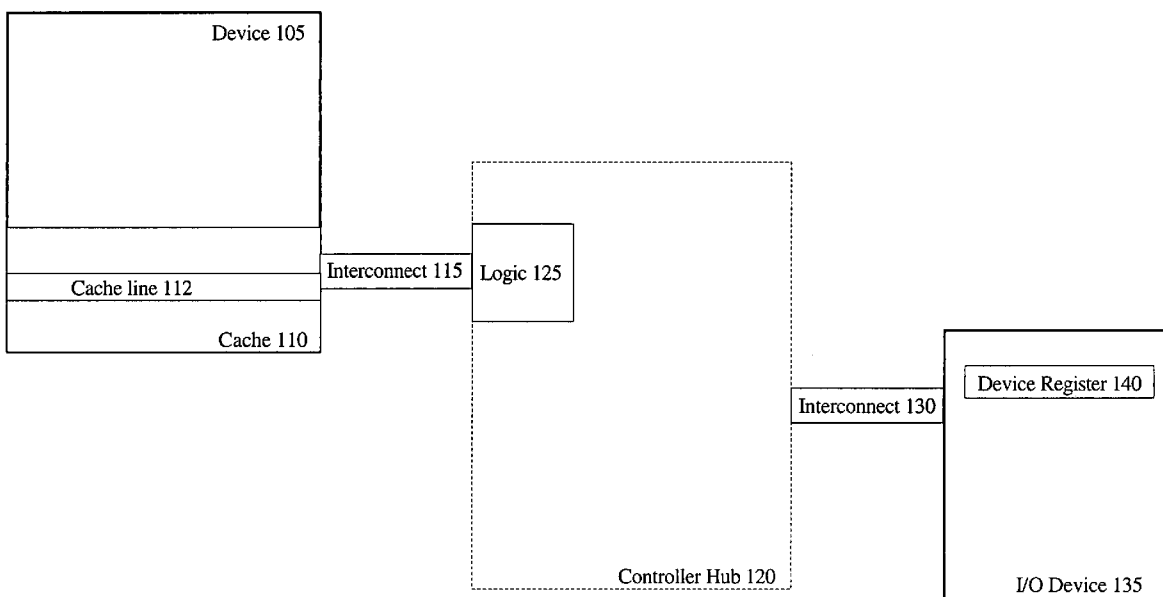 Device 105
Interconnect 115
Logic 125
Cache line 112
Cache 110
Device Register 140
Interconnect 130
Controller Hub 120
I/O Device 135